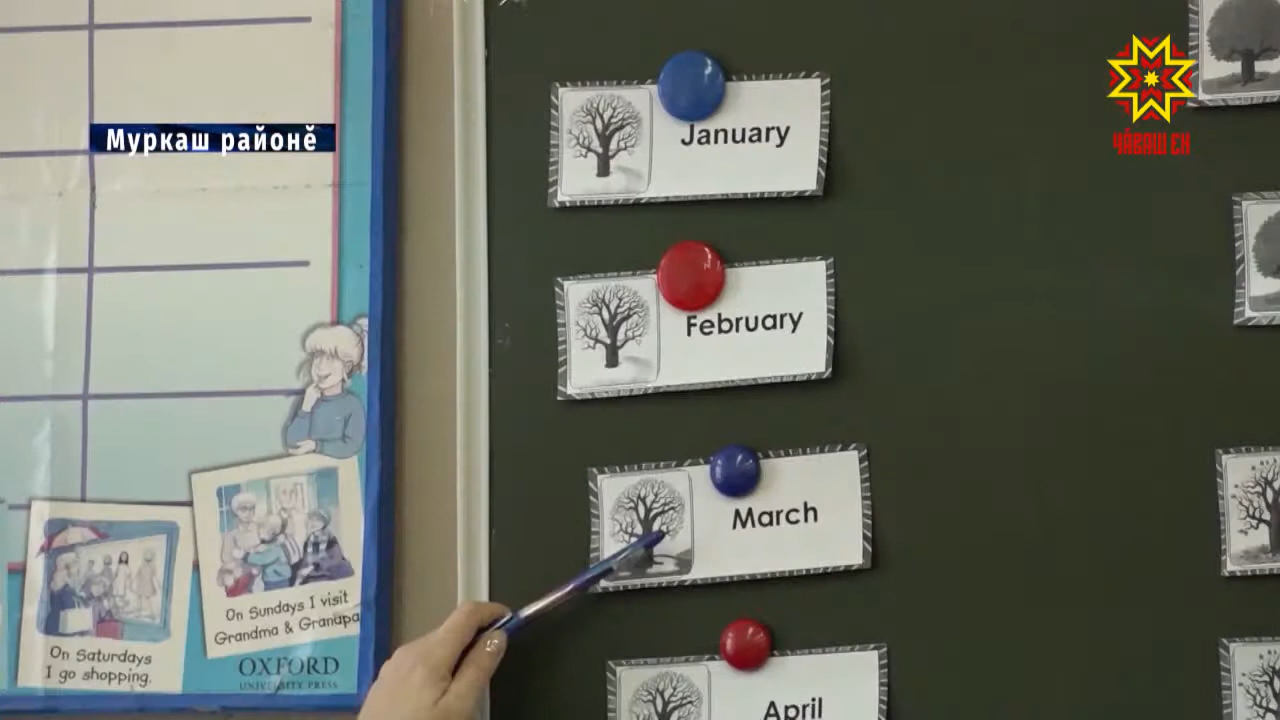 Муркаш районӗ
ЧӐВАШ ЕН
January
February
March
April
On Sundays I visit
Grandma & Grandpa
On Saturdays
I go shopping.
OXFORD
UNIVERSITY PRESS